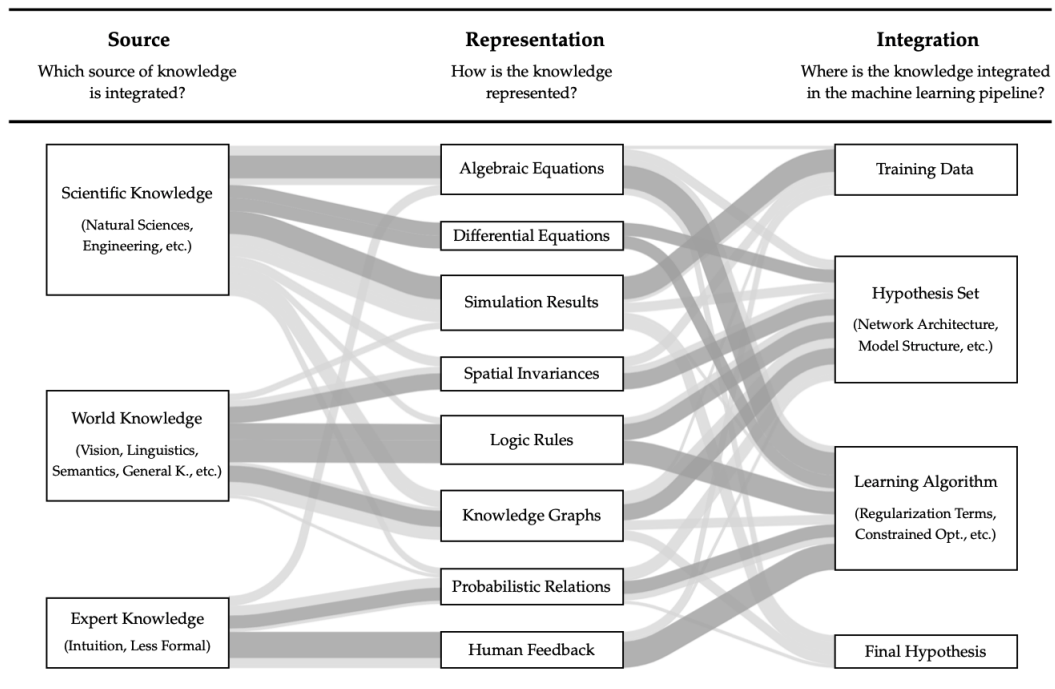 Source
Which source of knowledge
is integrated?
Representation
How is the knowledge
represented?
Integration
Where is the knowledge integrated
in the machine learning pipeline?
Scientific Knowledge
(Natural Sciences,
Engineering, etc.)
World Knowledge
(Vision, Linguistics,
Semantics, General K., etc.)
Expert Knowledge
(Intuition, Less Formal)
Algebraic Equations
Differential Equations
Simulation Results
Spatial Invariances
Logic Rules
Knowledge Graphs
Probabilistic Relations
Human Feedback
Training Data
Hypothesis Set
(Network Architecture,
Model Structure, etc.)
Learning Algorithm
(Regularization Terms,
Constrained Opt., etc.)
Final Hypothesis